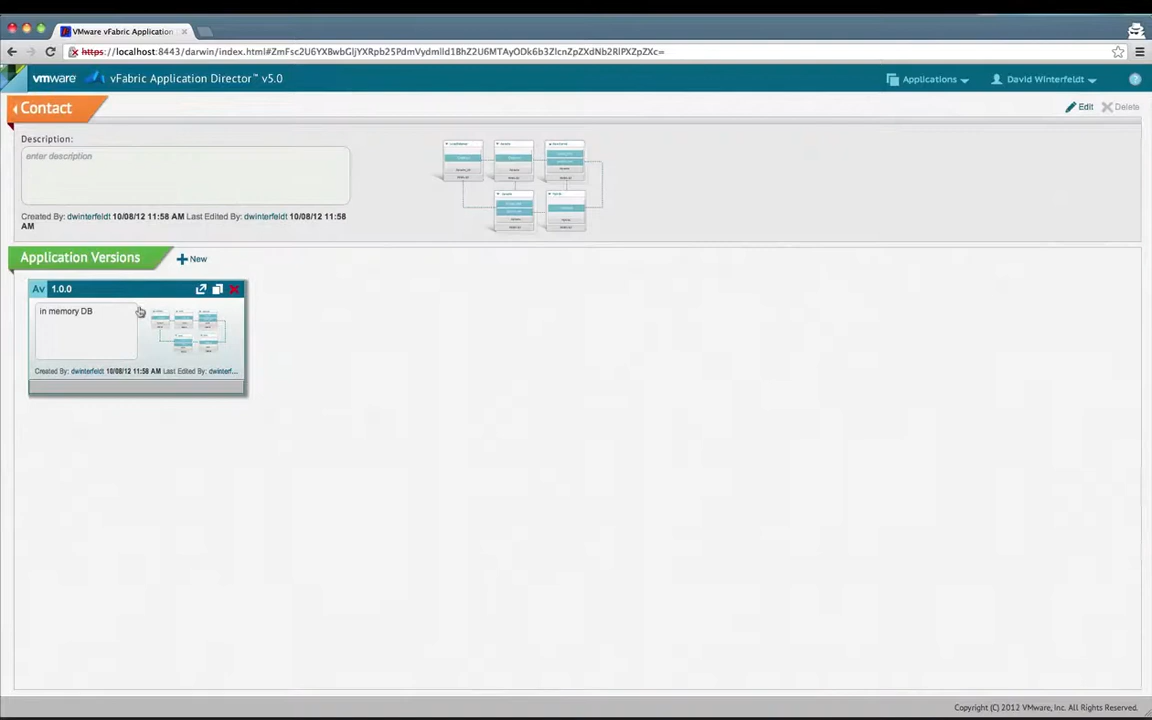 VMware vFabric Application
https://localhost:8443/darwin/index.html#ZmFsc2U6YXBwbGljYXRpb25PdmVydmlld1BhZ2U6MTAyODk6b3ZlcnZpZXdNb2RlPXZpZXc=
vmware vFabric Application Director™ v5.0 Applications David Winterfeldt ?
Contact Edit Delete
Description:
enter description
Created By: dwinterfeldt 10/08/12 11:58 AM Last Edited By: dwinterfeldt 10/08/12 11:58
AM
Application Versions New
Av 1.0.0
in memory DB
Created By: dwinterfeldt 10/08/12 11:58 AM Last Edited By: dwinterf...
Copyright (C) 2012 VMware, Inc. All Rights Reserved.